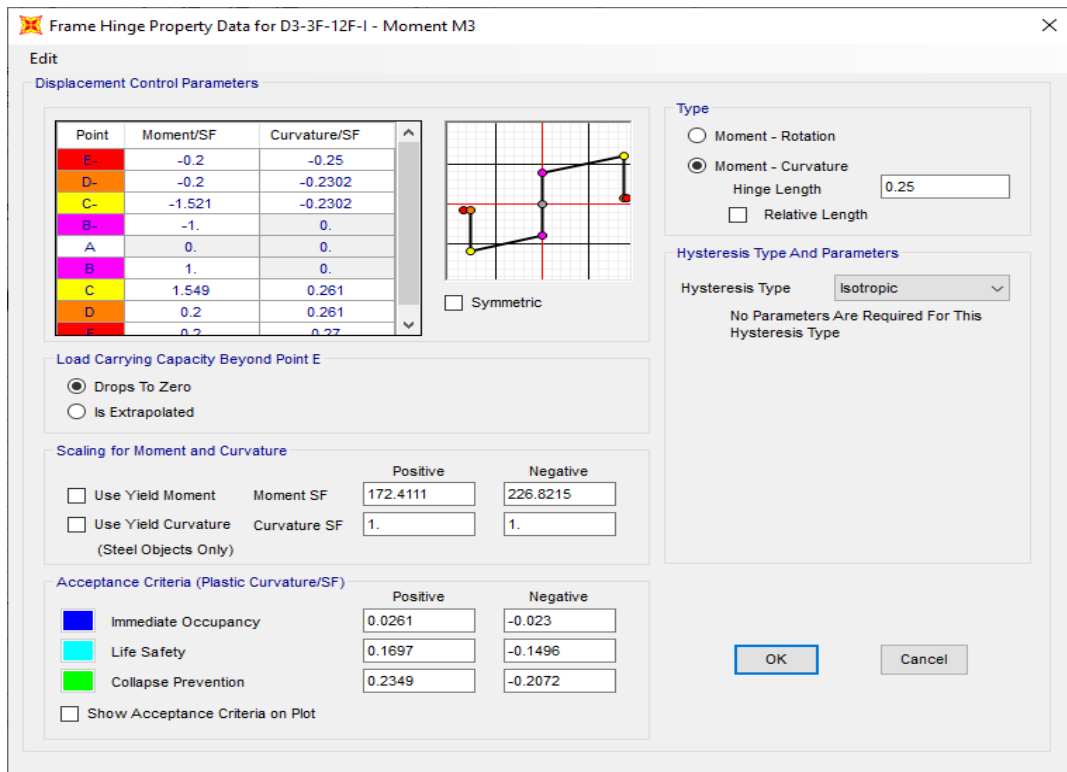 Frame Hinge Property Data for D3-3F-12F-I - Moment M3
Edit
Displacement Control Parameters
Point Moment/SF Curvature/SF
E- -0.2 -0.25
D- -0.2 -0.2302
C- -1.521 -0.2302
B- -1. 0.
A 0. 0.
B 1. 0.
C 1.549 0.261
D 0.2 0.261
E 0.2 0.27
Symmetric
Type
Moment - Rotation
Moment - Curvature
Hinge Length 0.25
Relative Length
Hysteresis Type And Parameters
Hysteresis Type Isotropic
No Parameters Are Required For This
Hysteresis Type
Load Carrying Capacity Beyond Point E
Drops To Zero
Is Extrapolated
Scaling for Moment and Curvature
Positive Negative
Use Yield Moment Moment SF 172.4111 226.8215
Use Yield Curvature Curvature SF 1. 1.
(Steel Objects Only)
Acceptance Criteria (Plastic Curvature/SF)
Positive Negative
Immediate Occupancy 0.0261 -0.023
Life Safety 0.1697 -0.1496
Collapse Prevention 0.2349 -0.2072
Show Acceptance Criteria on Plot
OK Cancel